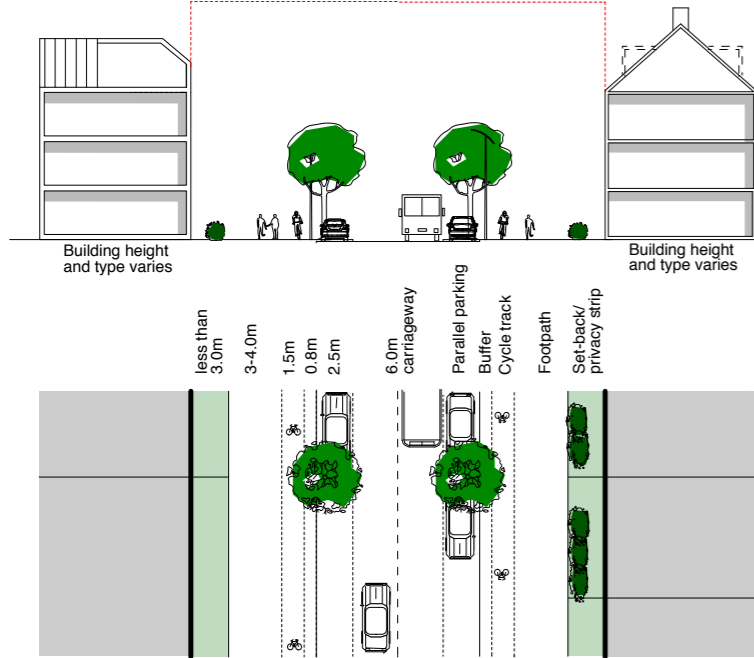 Building height
and type varies
Building height
and type varies
less than
3.0m
3-4.0m
1.5m
0.8m
2.5m
6.0m
carriageway
Parallel parking
Buffer
Cycle track
Footpath
Set-back/
privacy strip